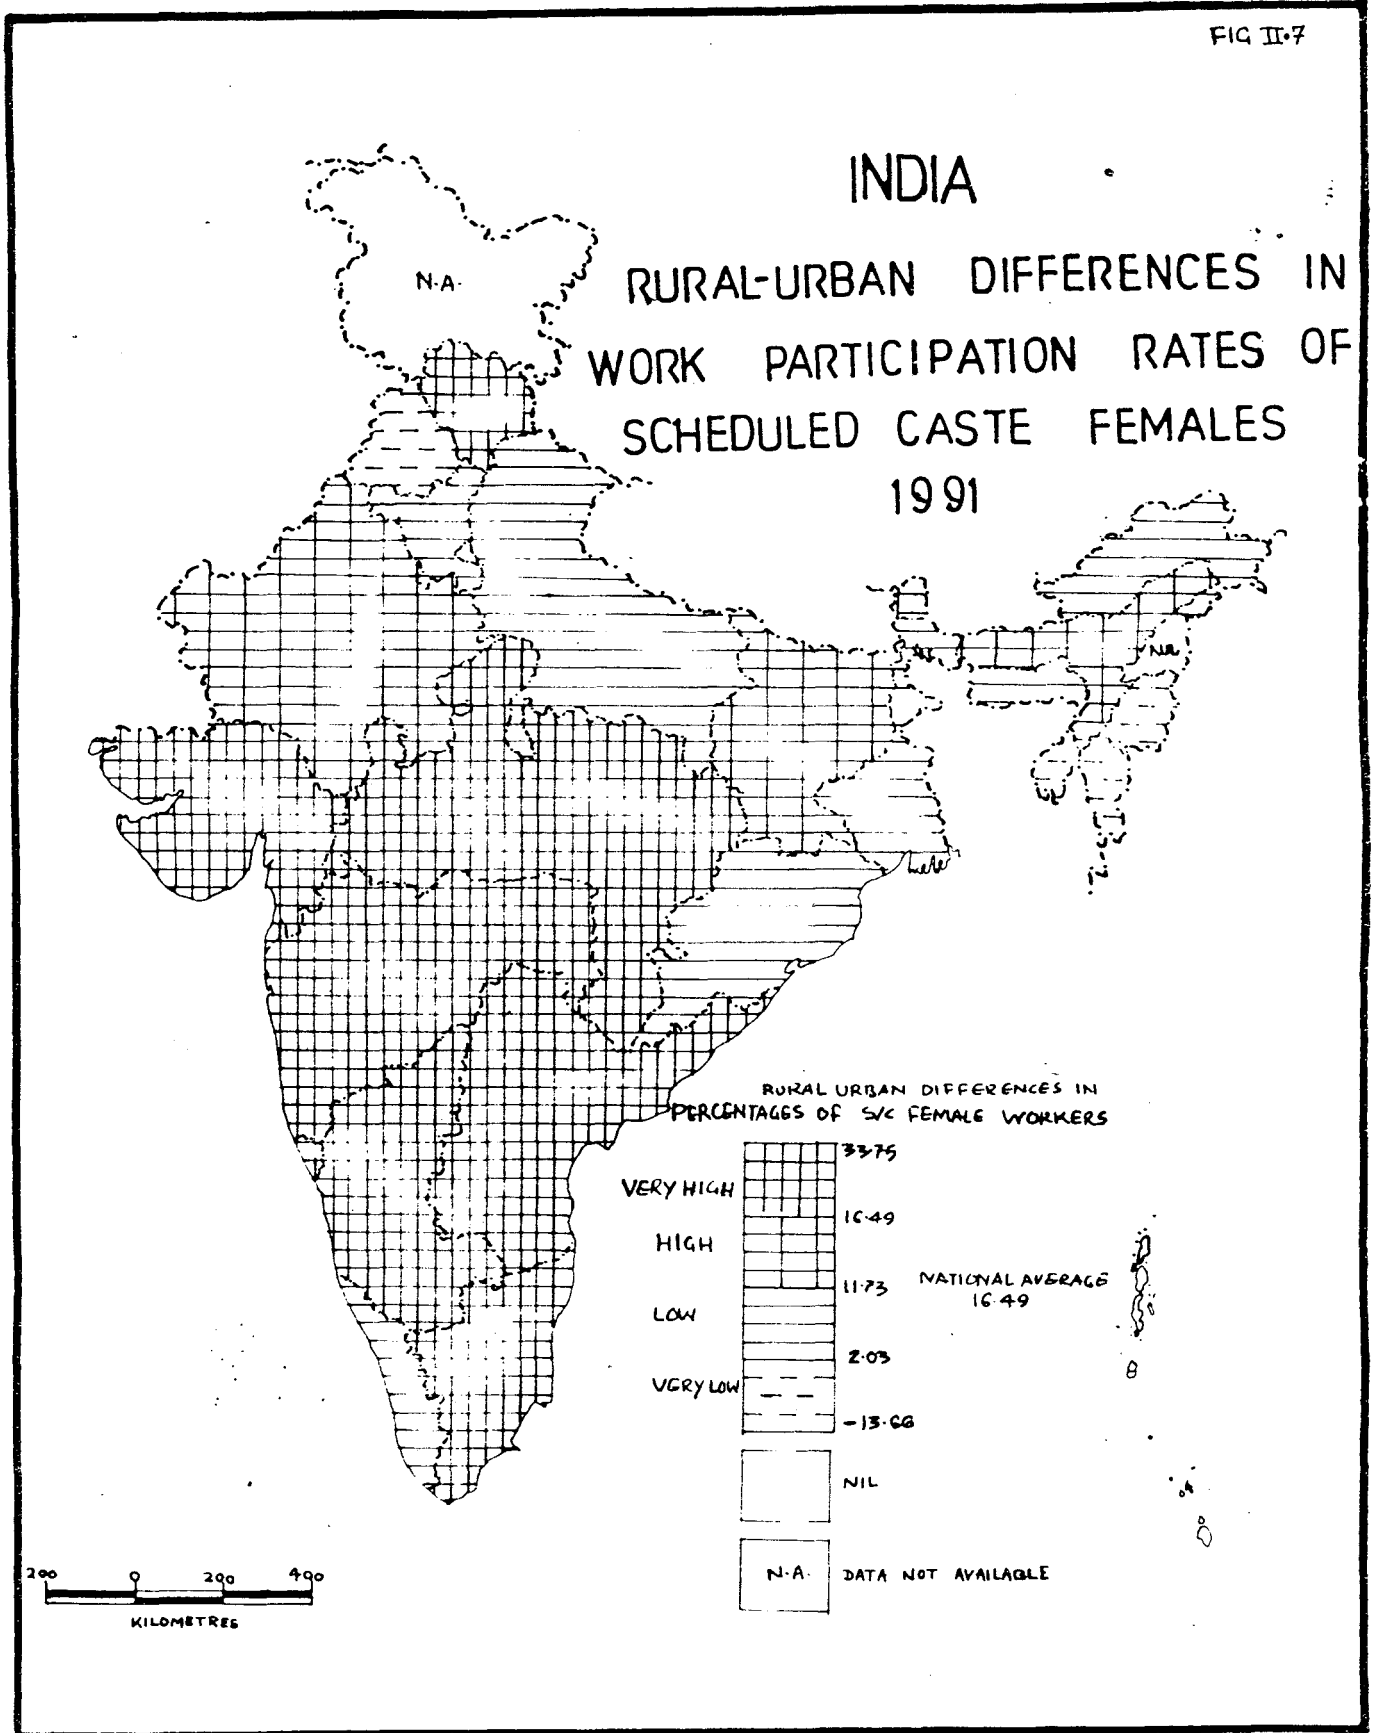 FIG II.7
INDIA
RURAL-URBAN DIFFERENCES IN
WORK PARTICIPATION RATES OF
SCHEDULED CASTE FEMALES
1991
N.A.
RURAL URBAN DIFFERENCES IN
PERCENTAGES OF S/C FEMALE WORKERS
VERY HIGH
33.75
16.49
HIGH
11.73
NATIONAL AVERAGE
16.49
LOW
2.03
VERY LOW
-13.66
NIL
N.A. DATA NOT AVAILABLE
200 0 200 400
KILOMETRES